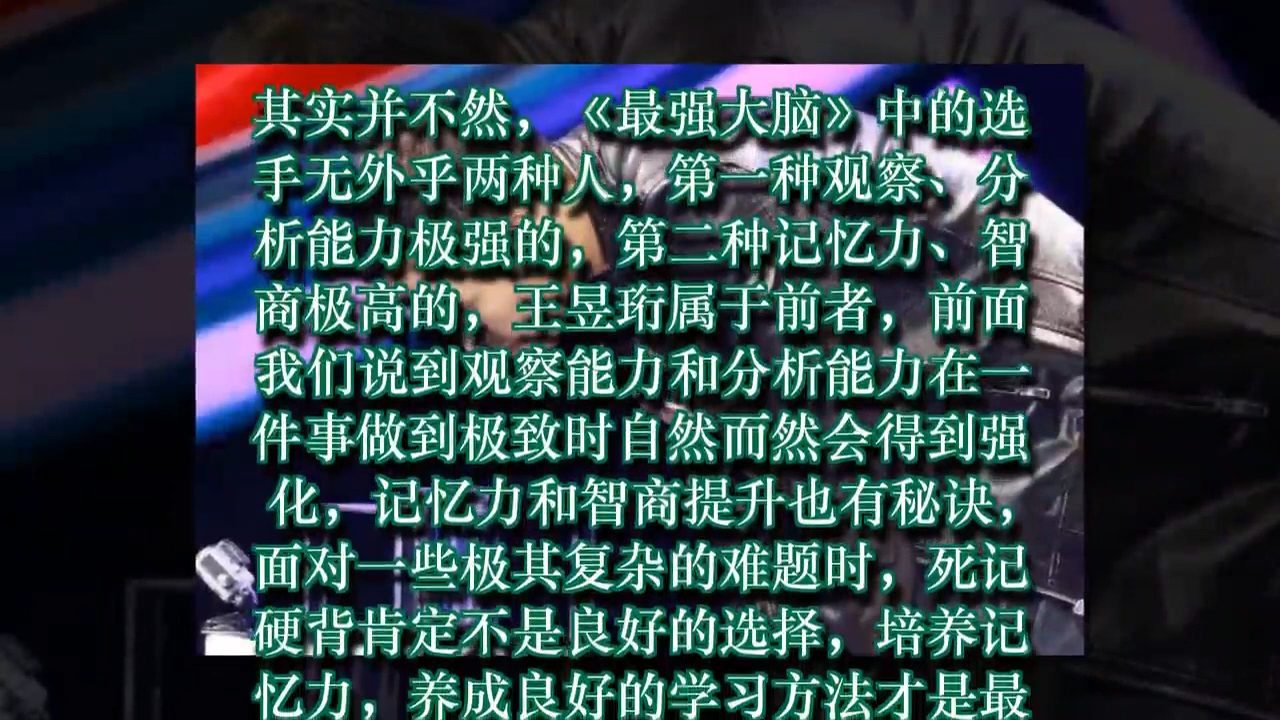 其实并不然，《最强大脑》中的选
手无外乎两种人，第一种观察、分
析能力极强的，第二种记忆力、智
商极高的，王昱珩属于前者，前面
我们说到观察能力和分析能力在一
件事做到极致时自然而然会得到强
化，记忆力和智商提升也有秘诀，
面对一些极其复杂的难题时，死记
硬背肯定不是良好的选择，培养记
忆力，养成良好的学习方法才是最